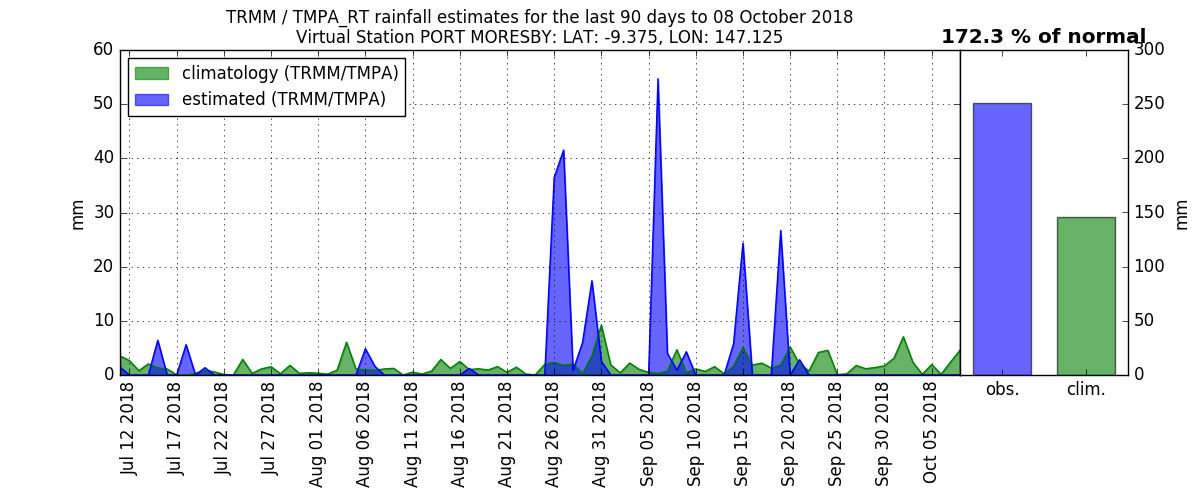 TRMM / TMPA_RT rainfall estimates for the last 90 days to 08 October 2018
Virtual Station PORT MORESBY: LAT: -9.375, LON: 147.125
172.3 % of normal
climatology (TRMM/TMPA)
estimated (TRMM/TMPA)
mm
60
50
40
30
20
10
0
Jul 12 2018
Jul 17 2018
Jul 22 2018
Jul 27 2018
Aug 01 2018
Aug 06 2018
Aug 11 2018
Aug 16 2018
Aug 21 2018
Aug 26 2018
Aug 31 2018
Sep 05 2018
Sep 10 2018
Sep 15 2018
Sep 20 2018
Sep 25 2018
Sep 30 2018
Oct 05 2018
300
250
200
150
100
50
0
mm
obs.
clim.